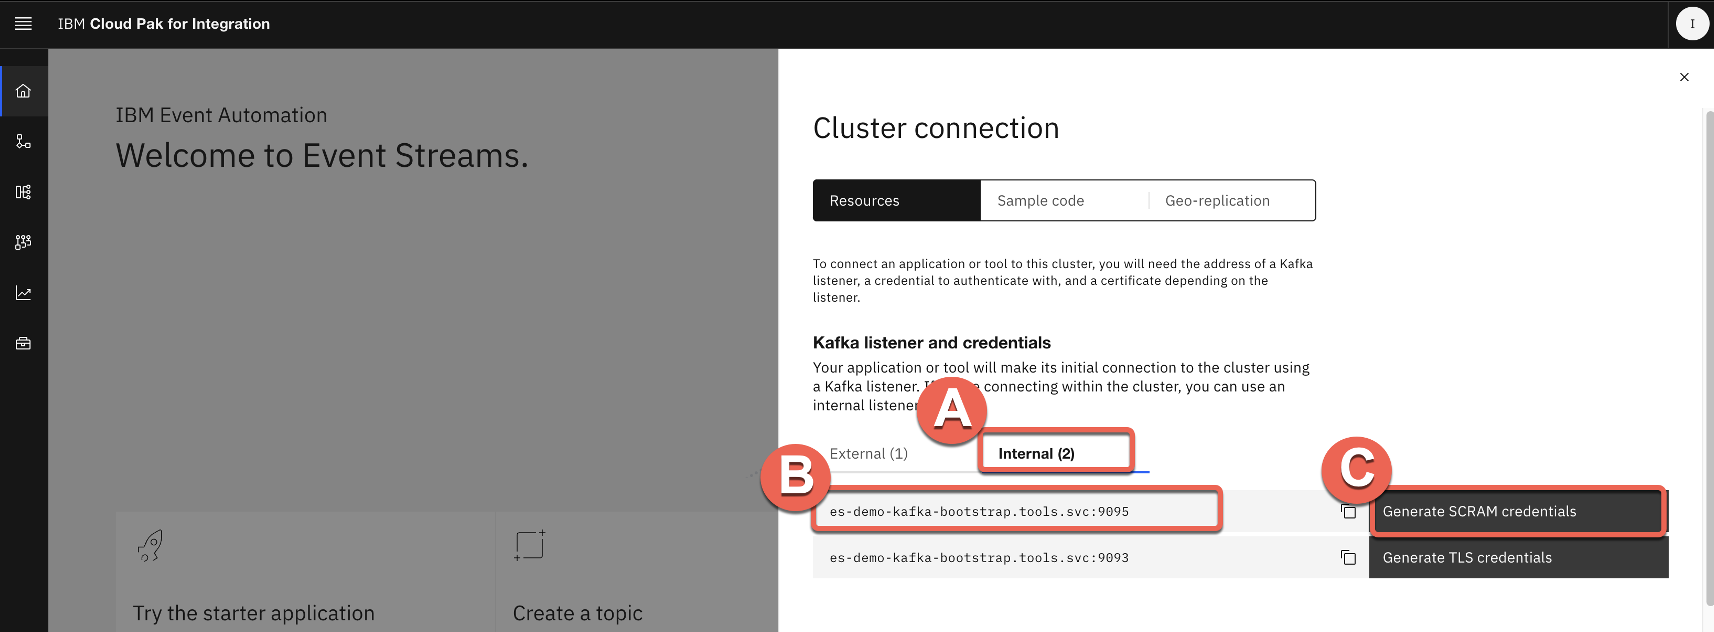 IBM Cloud Pak for Integration
I
IBM Event Automation
Welcome to Event Streams.
Try the starter application
Create a topic
Cluster connection
Resources
Sample code
Geo-replication
To connect an application or tool to this cluster, you will need the address of a Kafka
listener, a credential to authenticate with, and a certificate depending on the
listener.
Kafka listener and credentials
Your application or tool will make its initial connection to the cluster using
a Kafka listener. connecting within the cluster, you can use an
internal listener
A
External (1)
Internal (2)
B
C
es-demo-kafka-bootstrap.tools.svc:9095
Generate SCRAM credentials
es-demo-kafka-bootstrap.tools.svc:9093
Generate TLS credentials